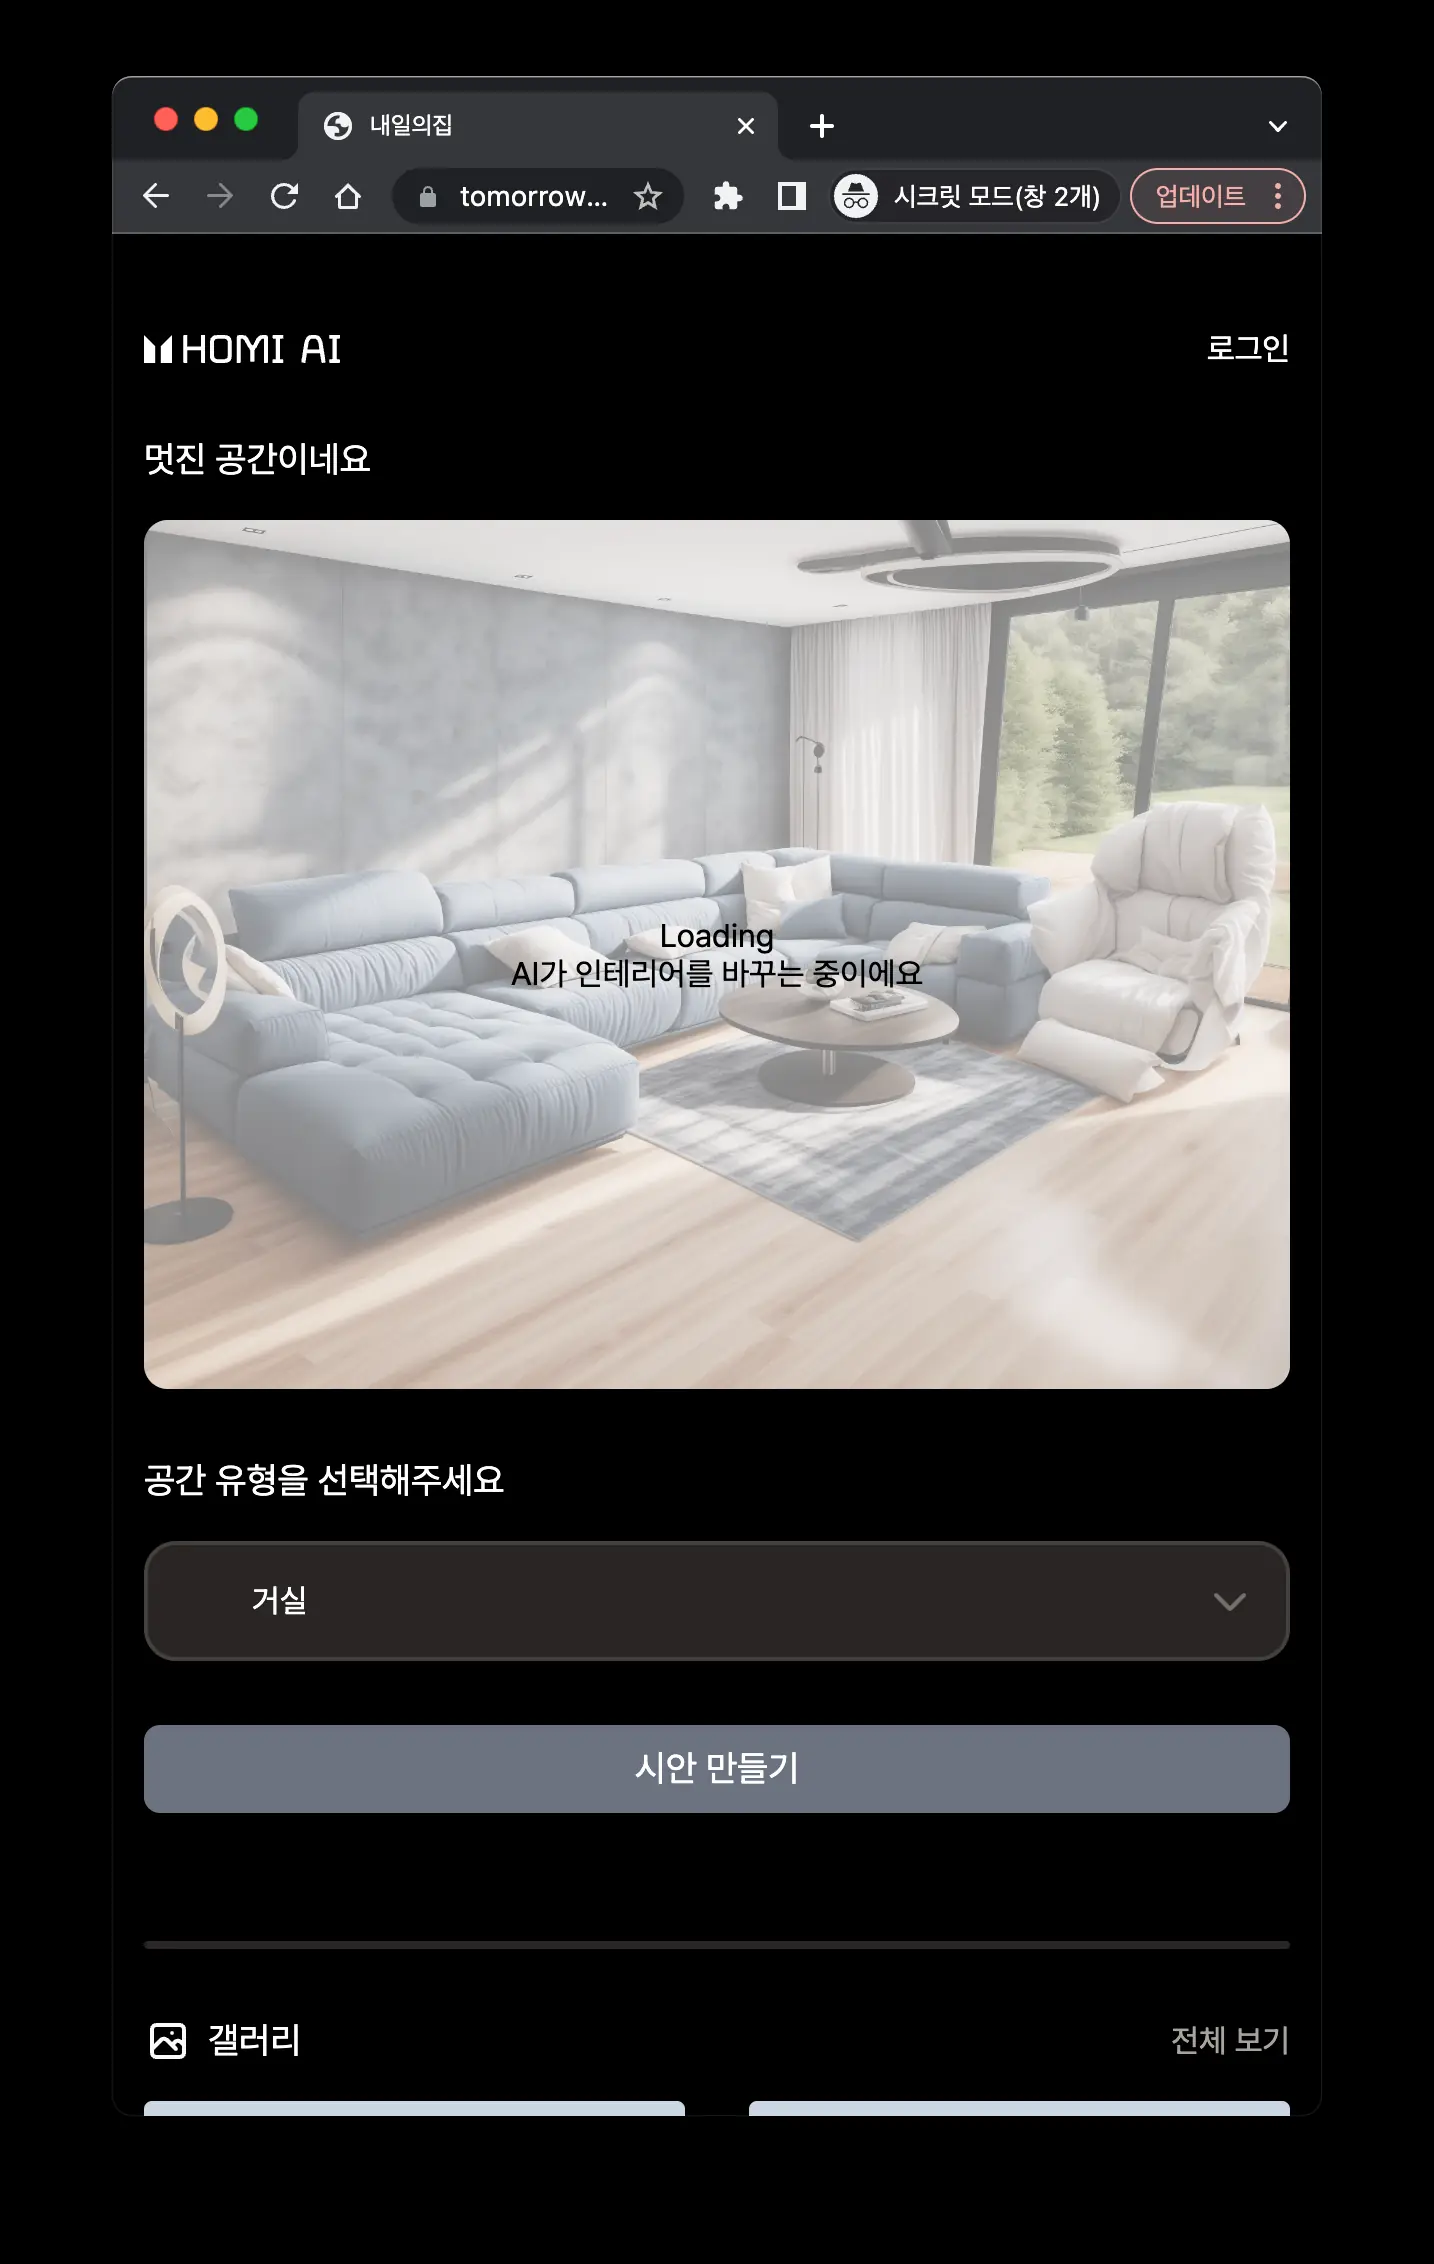 내일의집
tomorrow...
시크릿 모드(창 2개)
업데이트
HOMI AI
로그인
멋진 공간이네요
Loading
AI가 인테리어를 바꾸는 중이에요
공간 유형을 선택해주세요
거실
시안 만들기
갤러리
전체 보기